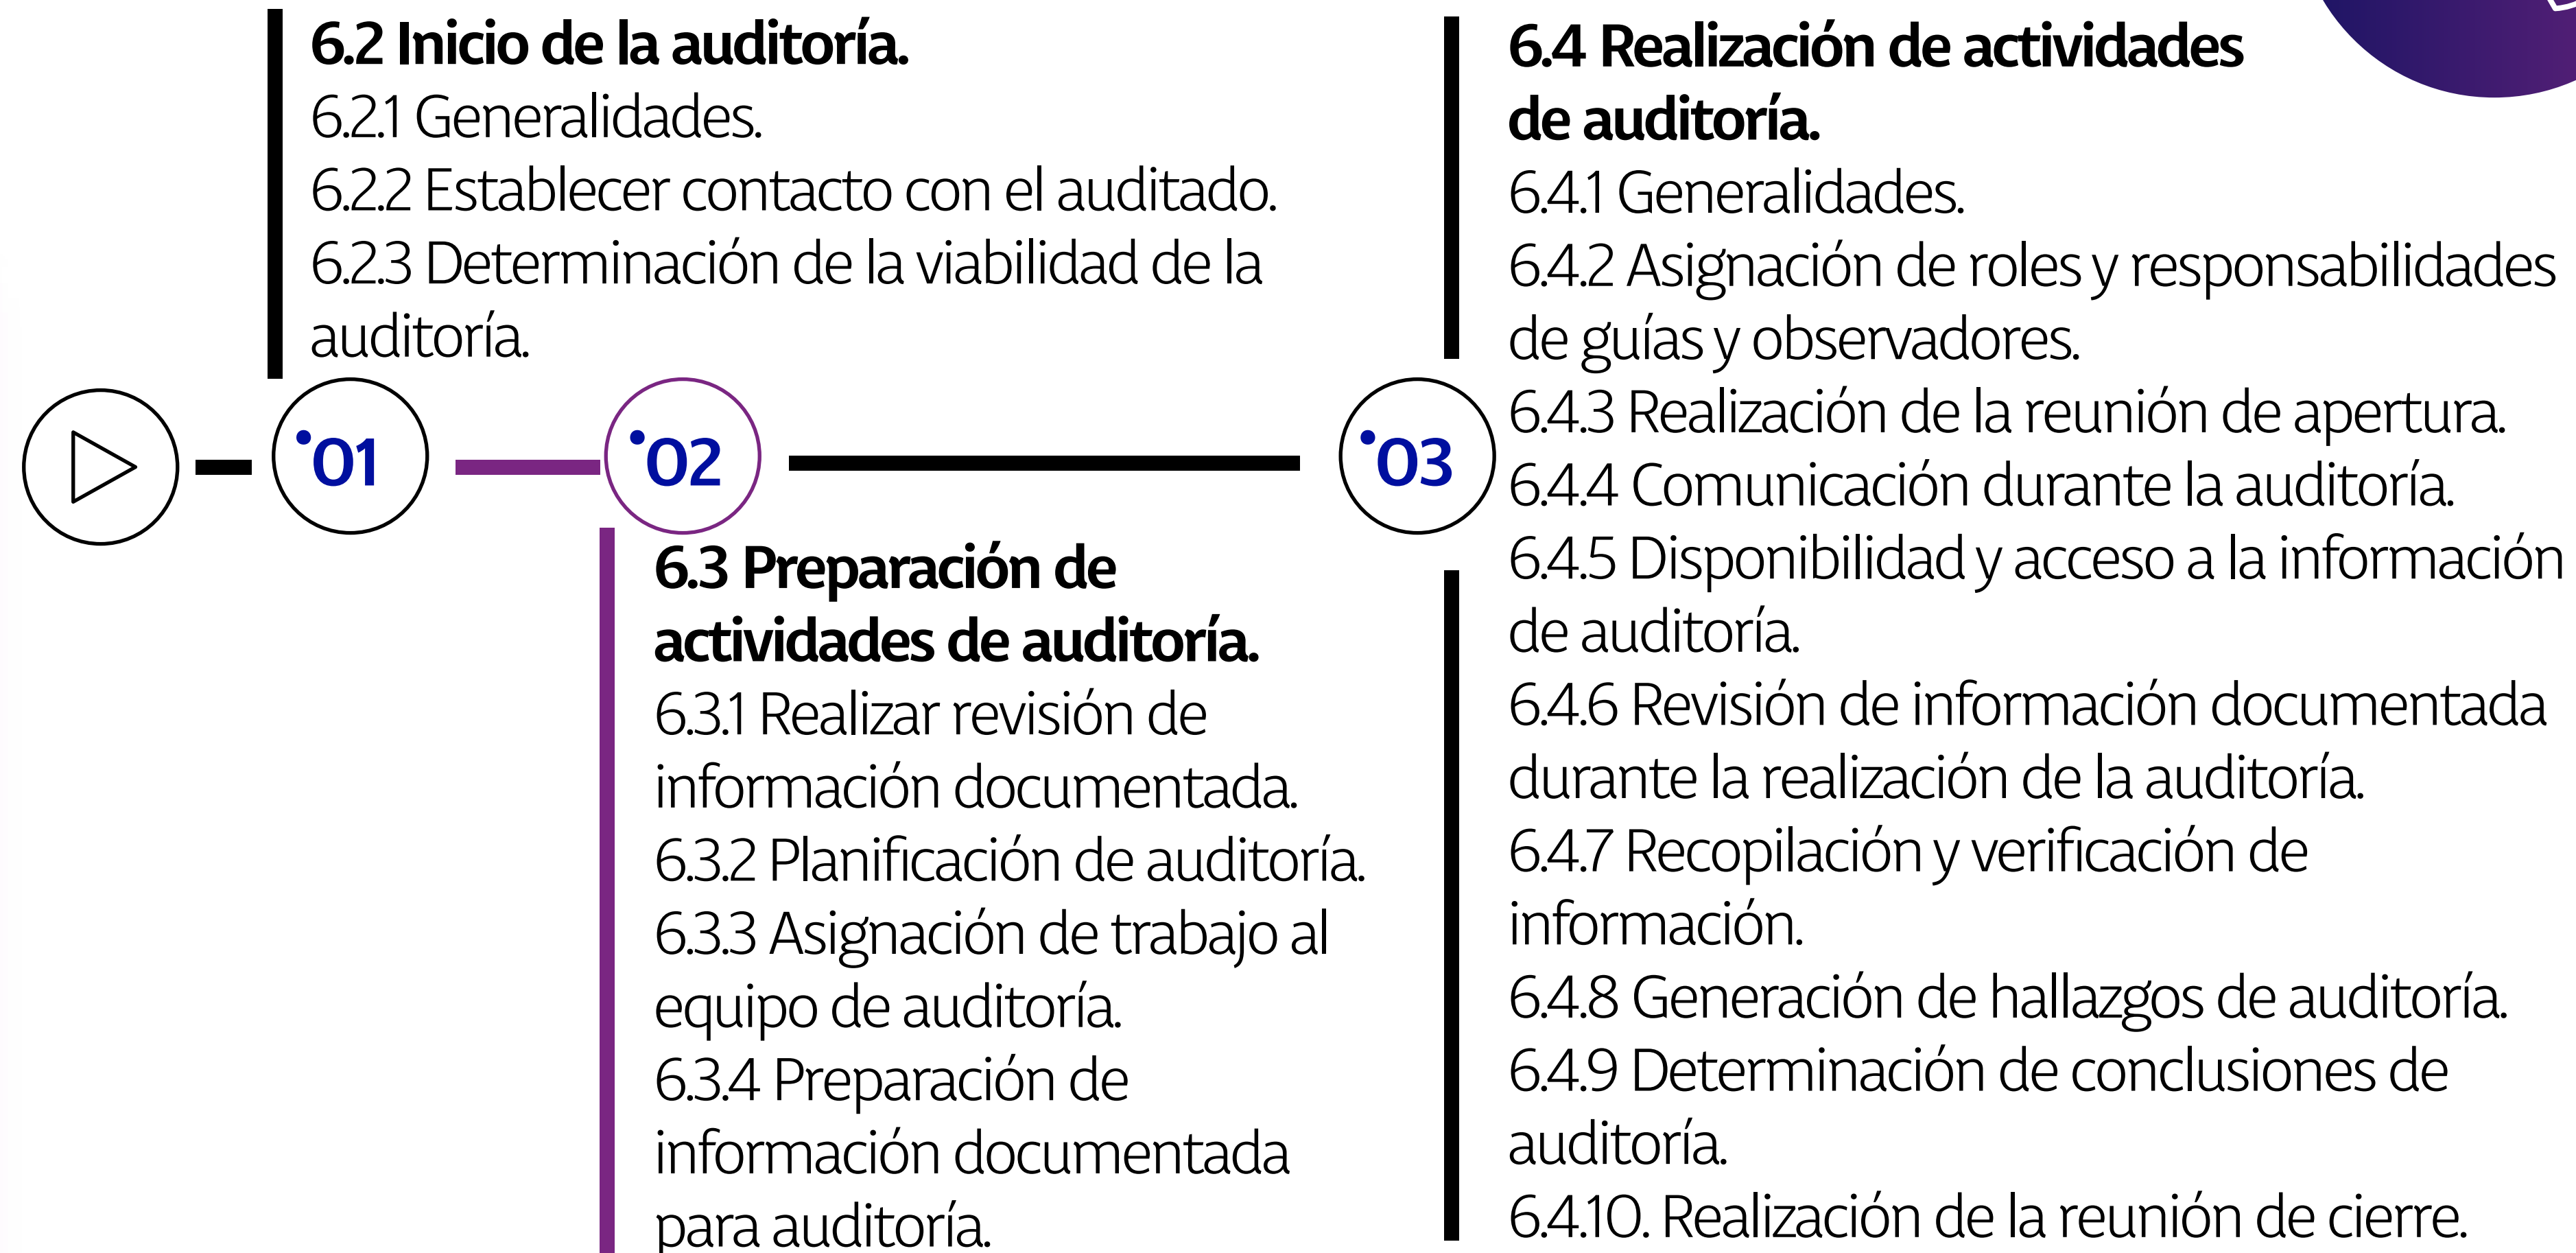 6.2 Inicio de la auditoría.
6.2.1 Generalidades.
6.2.2 Establecer contacto con el auditado.
6.2.3 Determinación de la viabilidad de la
auditoría.
01
02
03
6.3 Preparación de
actividades de auditoría.
6.3.1 Realizar revisión de
información documentada.
6.3.2 Planificación de auditoría.
6.3.3 Asignación de trabajo al
equipo de auditoría.
6.3.4 Preparación de
información documentada
para auditoría.
6.4 Realización de actividades
de auditoría.
6.4.1 Generalidades.
6.4.2 Asignación de roles y responsabilidades
de guías y observadores.
6.4.3 Realización de la reunión de apertura.
6.4.4 Comunicación durante la auditoría.
6.4.5 Disponibilidad y acceso a la información
de auditoría.
6.4.6 Revisión de información documentada
durante la realización de la auditoría.
6.4.7 Recopilación y verificación de
información.
6.4.8 Generación de hallazgos de auditoría.
6.4.9 Determinación de conclusiones de
auditoría.
6.4.10. Realización de la reunión de cierre.